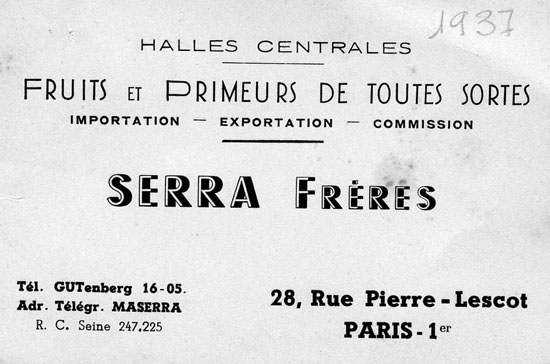 1937
HALLES CENTRALES
FRUITS ET PRIMEURS DE TOUTES SORTES
IMPORTATION — EXPORTATION — COMMISSION
SERRA FRÉRES
Tél. GUTenberg 16-05.
Adr. Télégr. MASERRA
R. C. Seine 247.225
28, Rue Pierre-Lescot
PARIS-1er